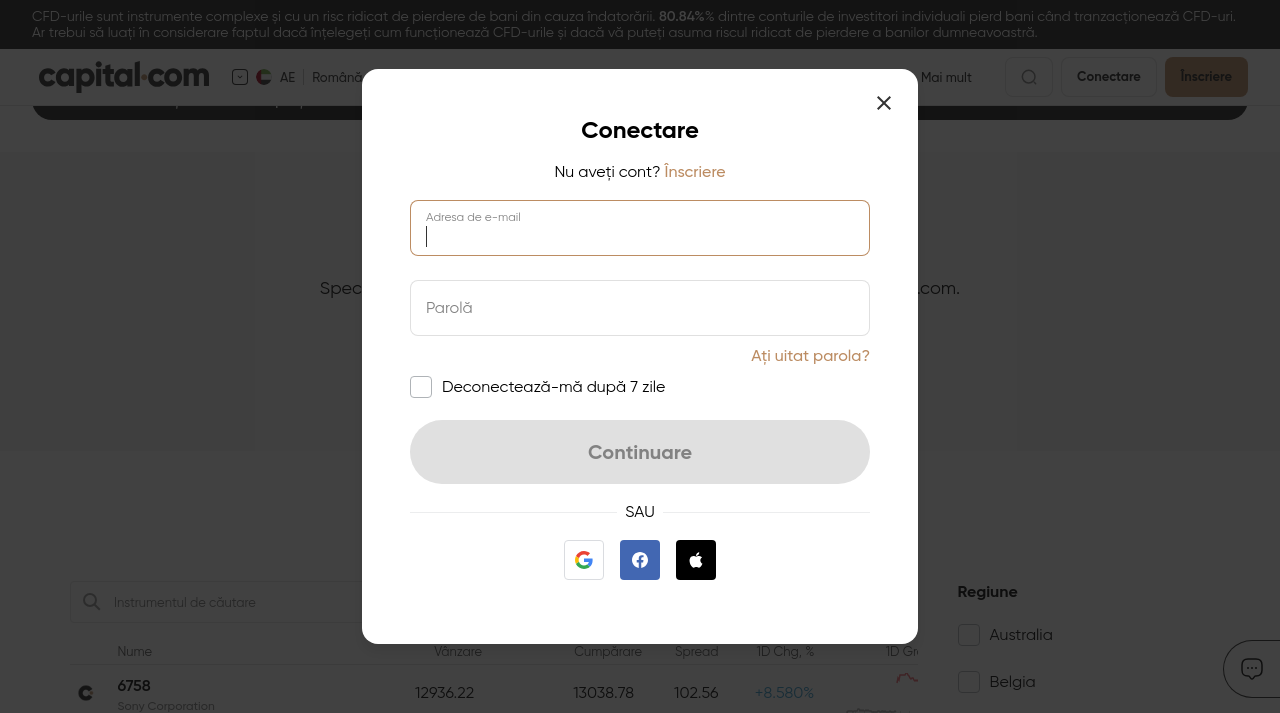 CFD-urile sunt instrumente complexe și cu un risc ridicat de pierdere de bani din cauza îndatorării. 80.84%% dintre conturile de investitori individuali pierd bani când tranzacționează CFD-uri.
Ar trebui să luați în considerare faptul dacă înțelegeți cum funcționează CFD-urile și dacă vă puteți asuma riscul ridicat de pierdere a banilor dumneavoastră.
capital.com
AE
Română
Mai mult
Conectare
Înscriere
Conectare
Nu aveți cont? Înscriere
Adresa de e-mail
Parolă
Ați uitat parola?
Deconectează-mă după 7 zile
Continuare
SAU
Spec
.com.
Instrumentul de căutare
Regiune
Australia
Belgia
Nume
Vânzare
Cumpărare
Spread
1D Chg, %
1D Gr
6758
Sony Corporation
12936.22
13038.78
102.56
+8.580%